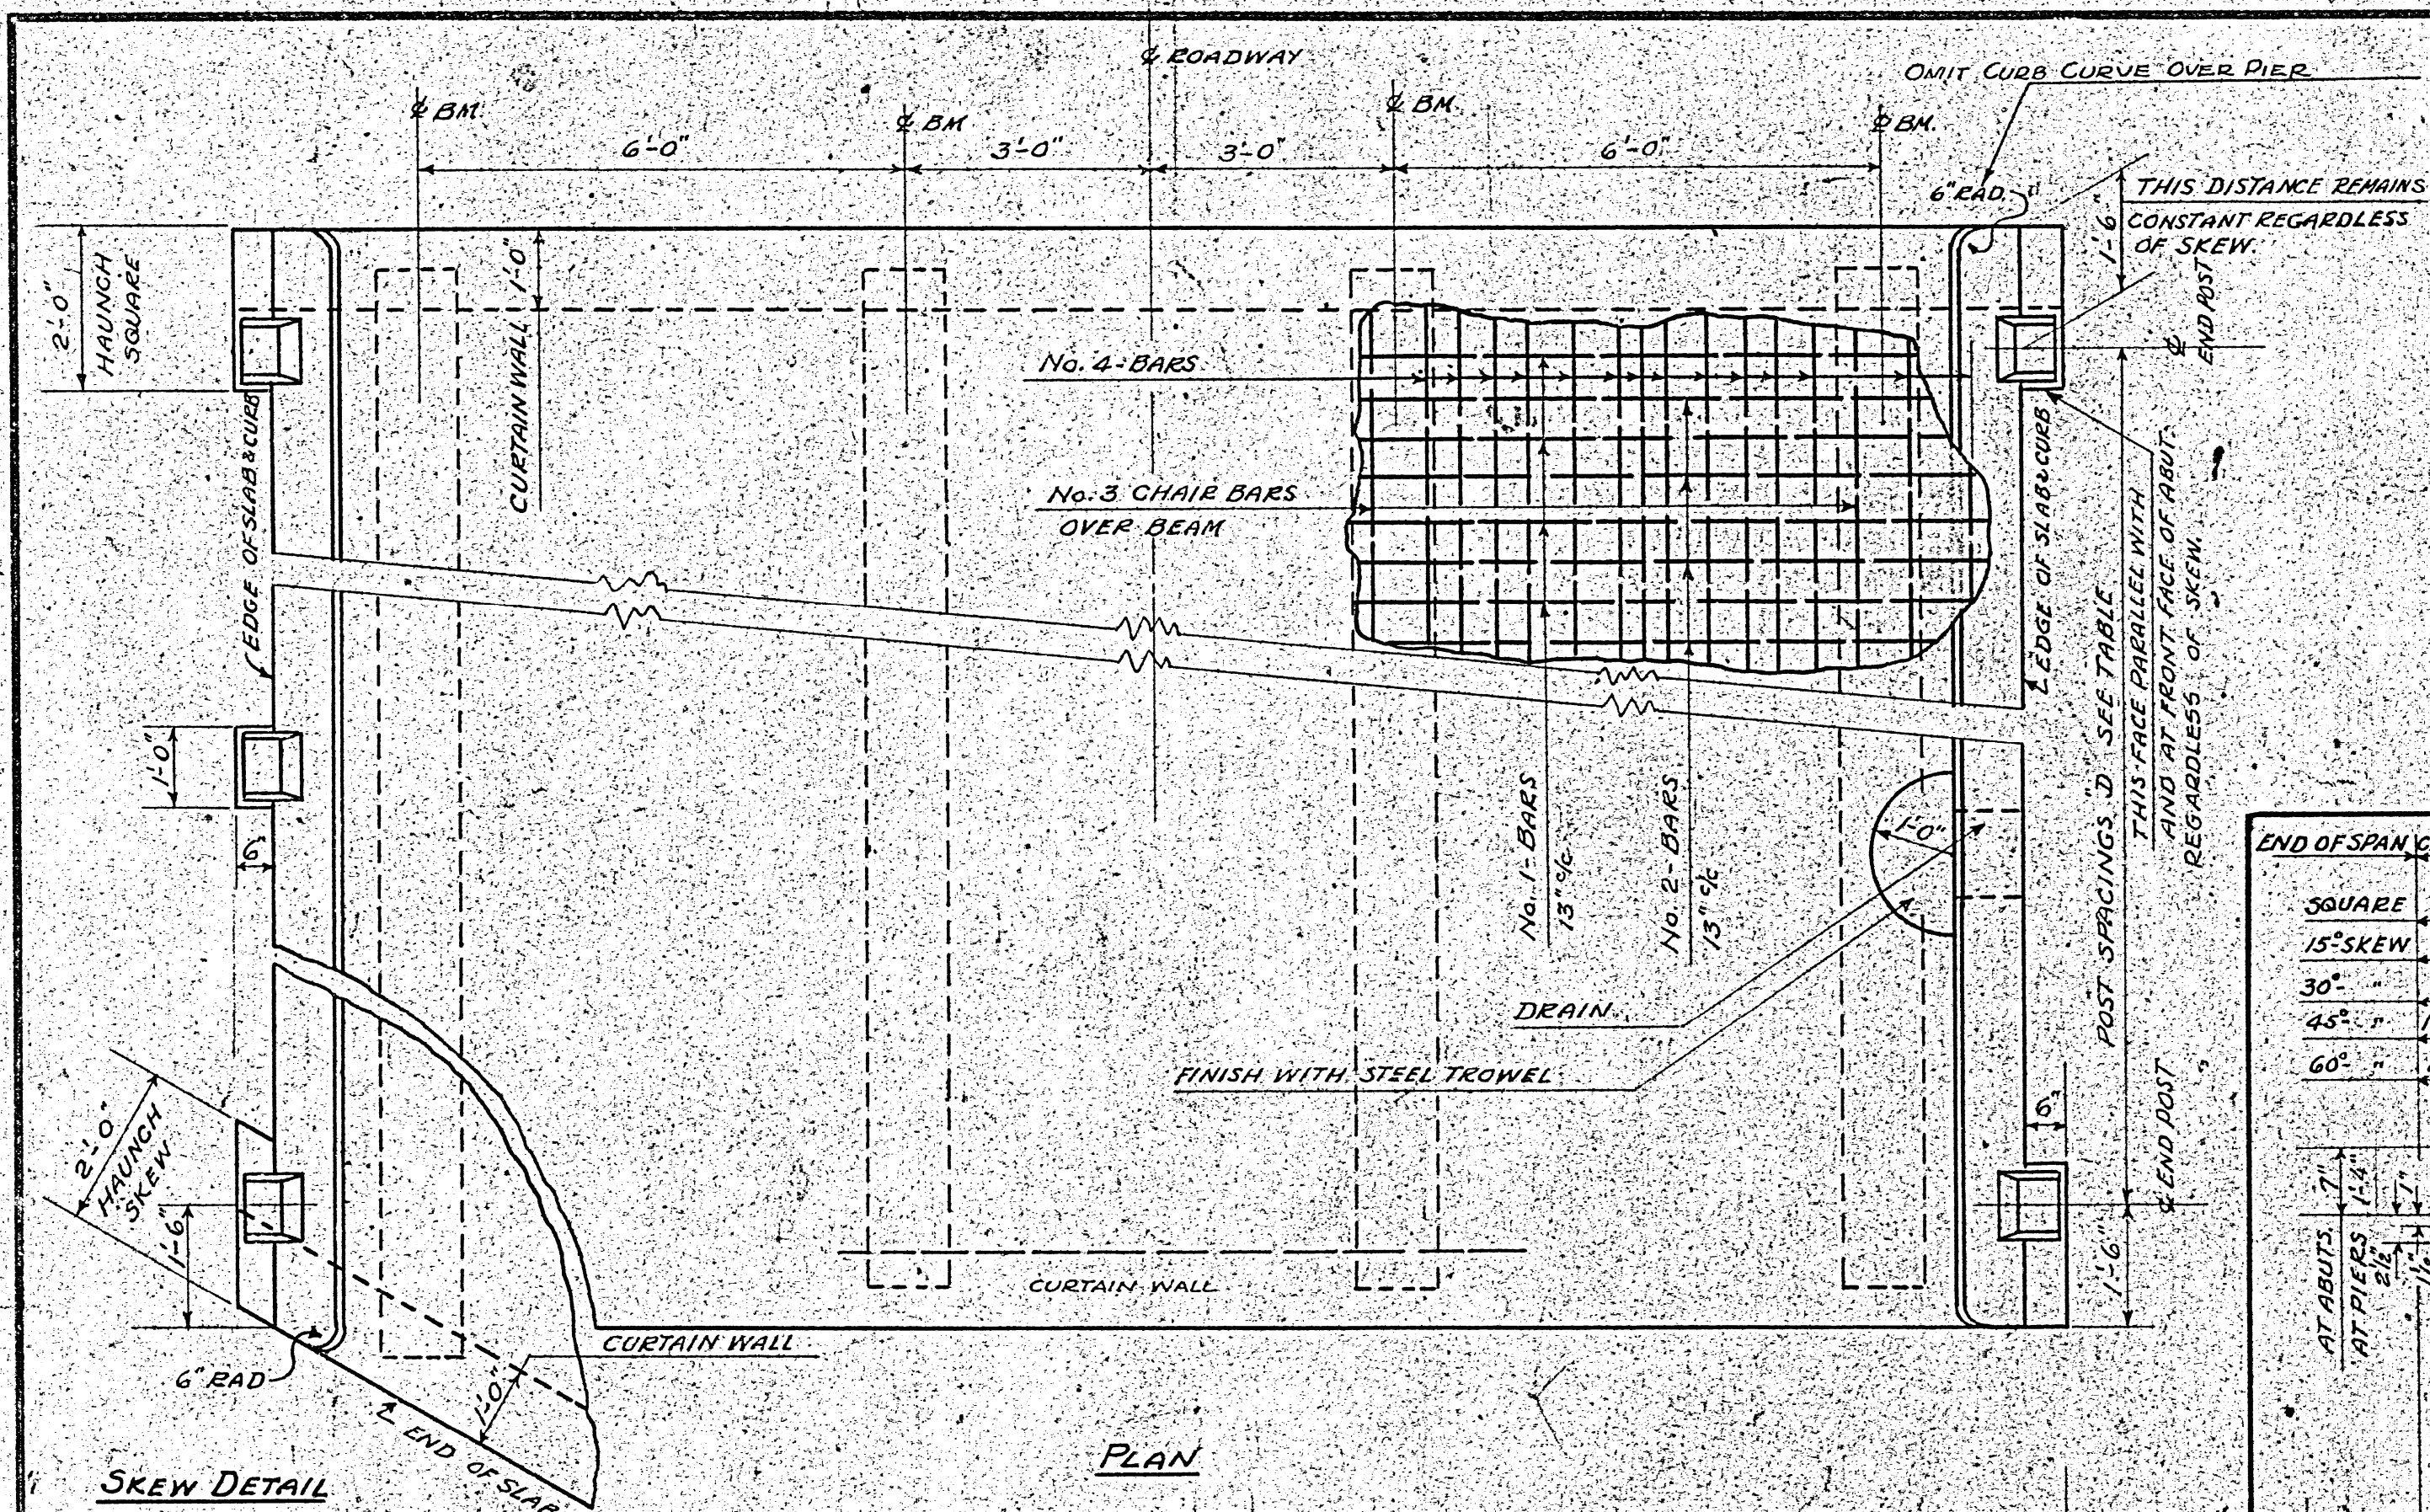 ℄ ROADWAY
OMIT CURB CURVE OVER PIER
℄ BM.
℄ BM
℄ BM.
℄ BM.
6'-0"
3'-0"
3'-0"
6'-0"
6" RAD.
1'-6"
THIS DISTANCE REMAINS
CONSTANT REGARDLESS
OF SKEW.
2'-0"
HAUNCH
SQUARE
CURTAIN WALL 1'-0"
℄
END POST
No. 4-BARS
EDGE OF SLAB & CURB
No. 3 CHAIR BARS
OVER BEAM
EDGE OF SLAB & CURB
POST SPACINGS "D" SEE TABLE
THIS FACE PARALLEL WITH
AND AT FRONT FACE OF ABUT.
REGARDLESS OF SKEW.
1'-0"
6"
No. 1-BARS
13" c/c
No. 2-BARS
13" c/c
1'-0"
DRAIN
FINISH WITH STEEL TROWEL
END OF SPAN
SQUARE
15° SKEW
30° "
45° "
60° "
2'-0"
HAUNCH
SKEW
1'-6"
6"
℄ END POST
1'-6"
AT ABUTS. 7"
AT PIERS 1'-4"
2½"
1"
CURTAIN WALL
CURTAIN WALL
6" RAD
1'-0"
END OF SLAB
SKEW DETAIL
PLAN